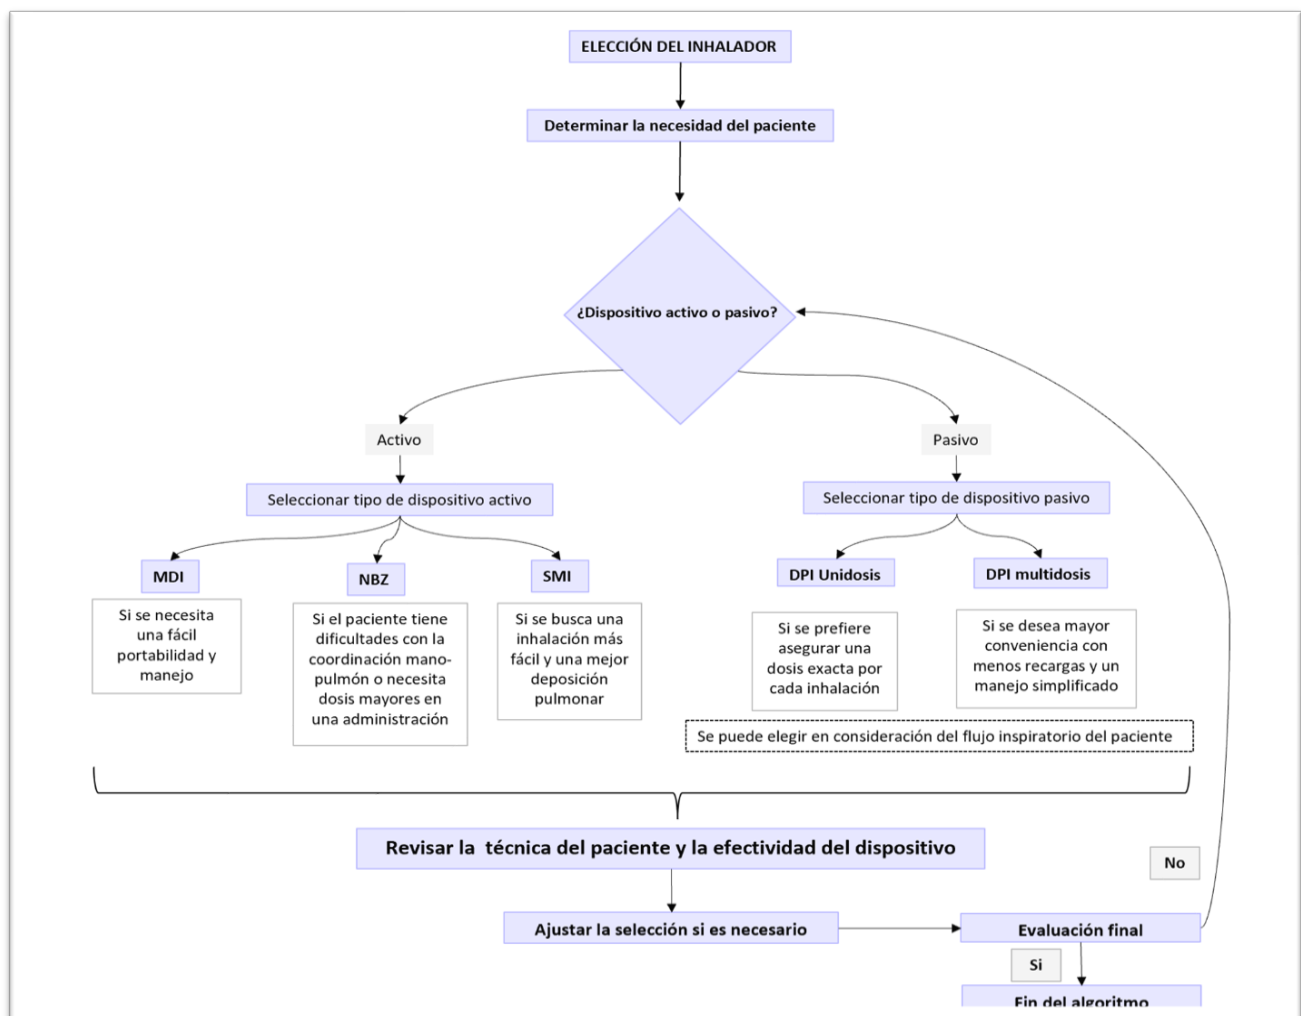 ELECCIÓN DEL INHALADOR
Determinar la necesidad del paciente
¿Dispositivo activo o pasivo?
Activo
Pasivo
Seleccionar tipo de dispositivo activo
Seleccionar tipo de dispositivo pasivo
MDI
NBZ
SMI
DPI Unidosis
DPI multidosis
Si se necesita
una fácil
portabilidad y
manejo
Si el paciente tiene
dificultades con la
coordinación mano-
pulmón o necesita
dosis mayores en
una administración
Si se busca una
inhalación más
fácil y una mejor
deposición
pulmonar
Si se prefiere
asegurar una
dosis exacta por
cada inhalación
Si se desea mayor
conveniencia con
menos recargas y un
manejo simplificado
Se puede elegir en consideración del flujo inspiratorio del paciente
Revisar la técnica del paciente y la efectividad del dispositivo
No
Ajustar la selección si es necesario
Evaluación final
Si
Fin del algoritmo